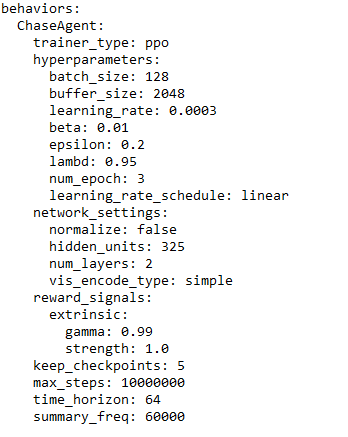 behaviors:
  ChaseAgent:
    trainer_type: ppo
    hyperparameters:
      batch_size: 128
      buffer_size: 2048
      learning_rate: 0.0003
      beta: 0.01
      epsilon: 0.2
      lambd: 0.95
      num_epoch: 3
      learning_rate_schedule: linear
    network_settings:
      normalize: false
      hidden_units: 325
      num_layers: 2
      vis_encode_type: simple
    reward_signals:
      extrinsic:
        gamma: 0.99
        strength: 1.0
    keep_checkpoints: 5
    max_steps: 10000000
    time_horizon: 64
    summary_freq: 60000